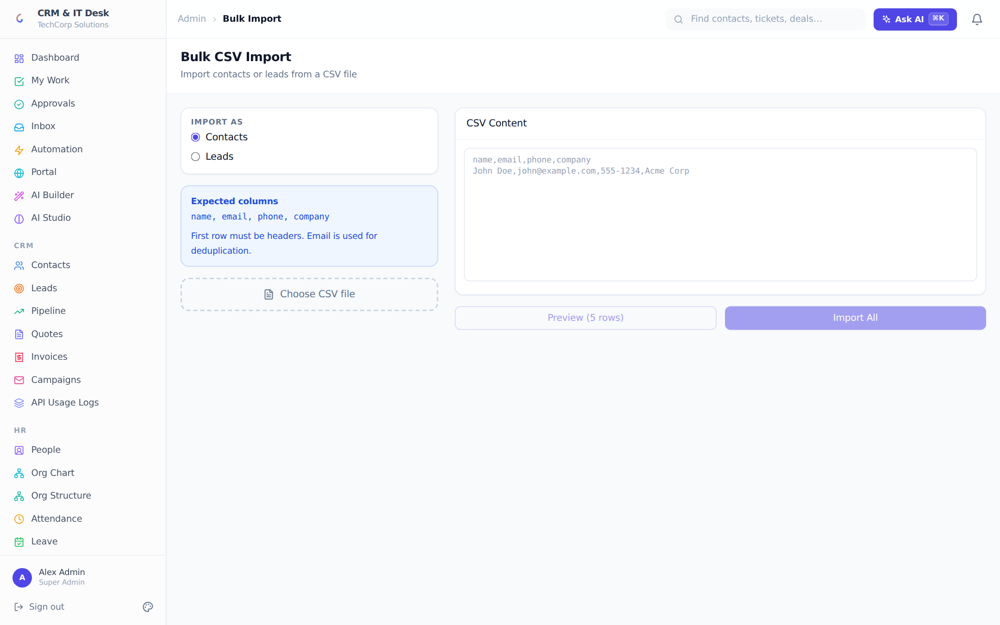 CRM & IT Desk
TechCorp Solutions
Dashboard
My Work
Approvals
Inbox
Automation
Portal
AI Builder
AI Studio
CRM
Contacts
Leads
Pipeline
Quotes
Invoices
Campaigns
API Usage Logs
HR
People
Org Chart
Org Structure
Attendance
Leave
A
Alex Admin
Super Admin
Sign out
Admin > Bulk Import
Find contacts, tickets, deals...
Ask AI ⌘K
Bulk CSV Import
Import contacts or leads from a CSV file
IMPORT AS
Contacts
Leads
Expected columns
name, email, phone, company
First row must be headers. Email is used for
deduplication.
Choose CSV file
CSV Content
name,email,phone,company
John Doe,john@example.com,555-1234,Acme Corp
Preview (5 rows)
Import All